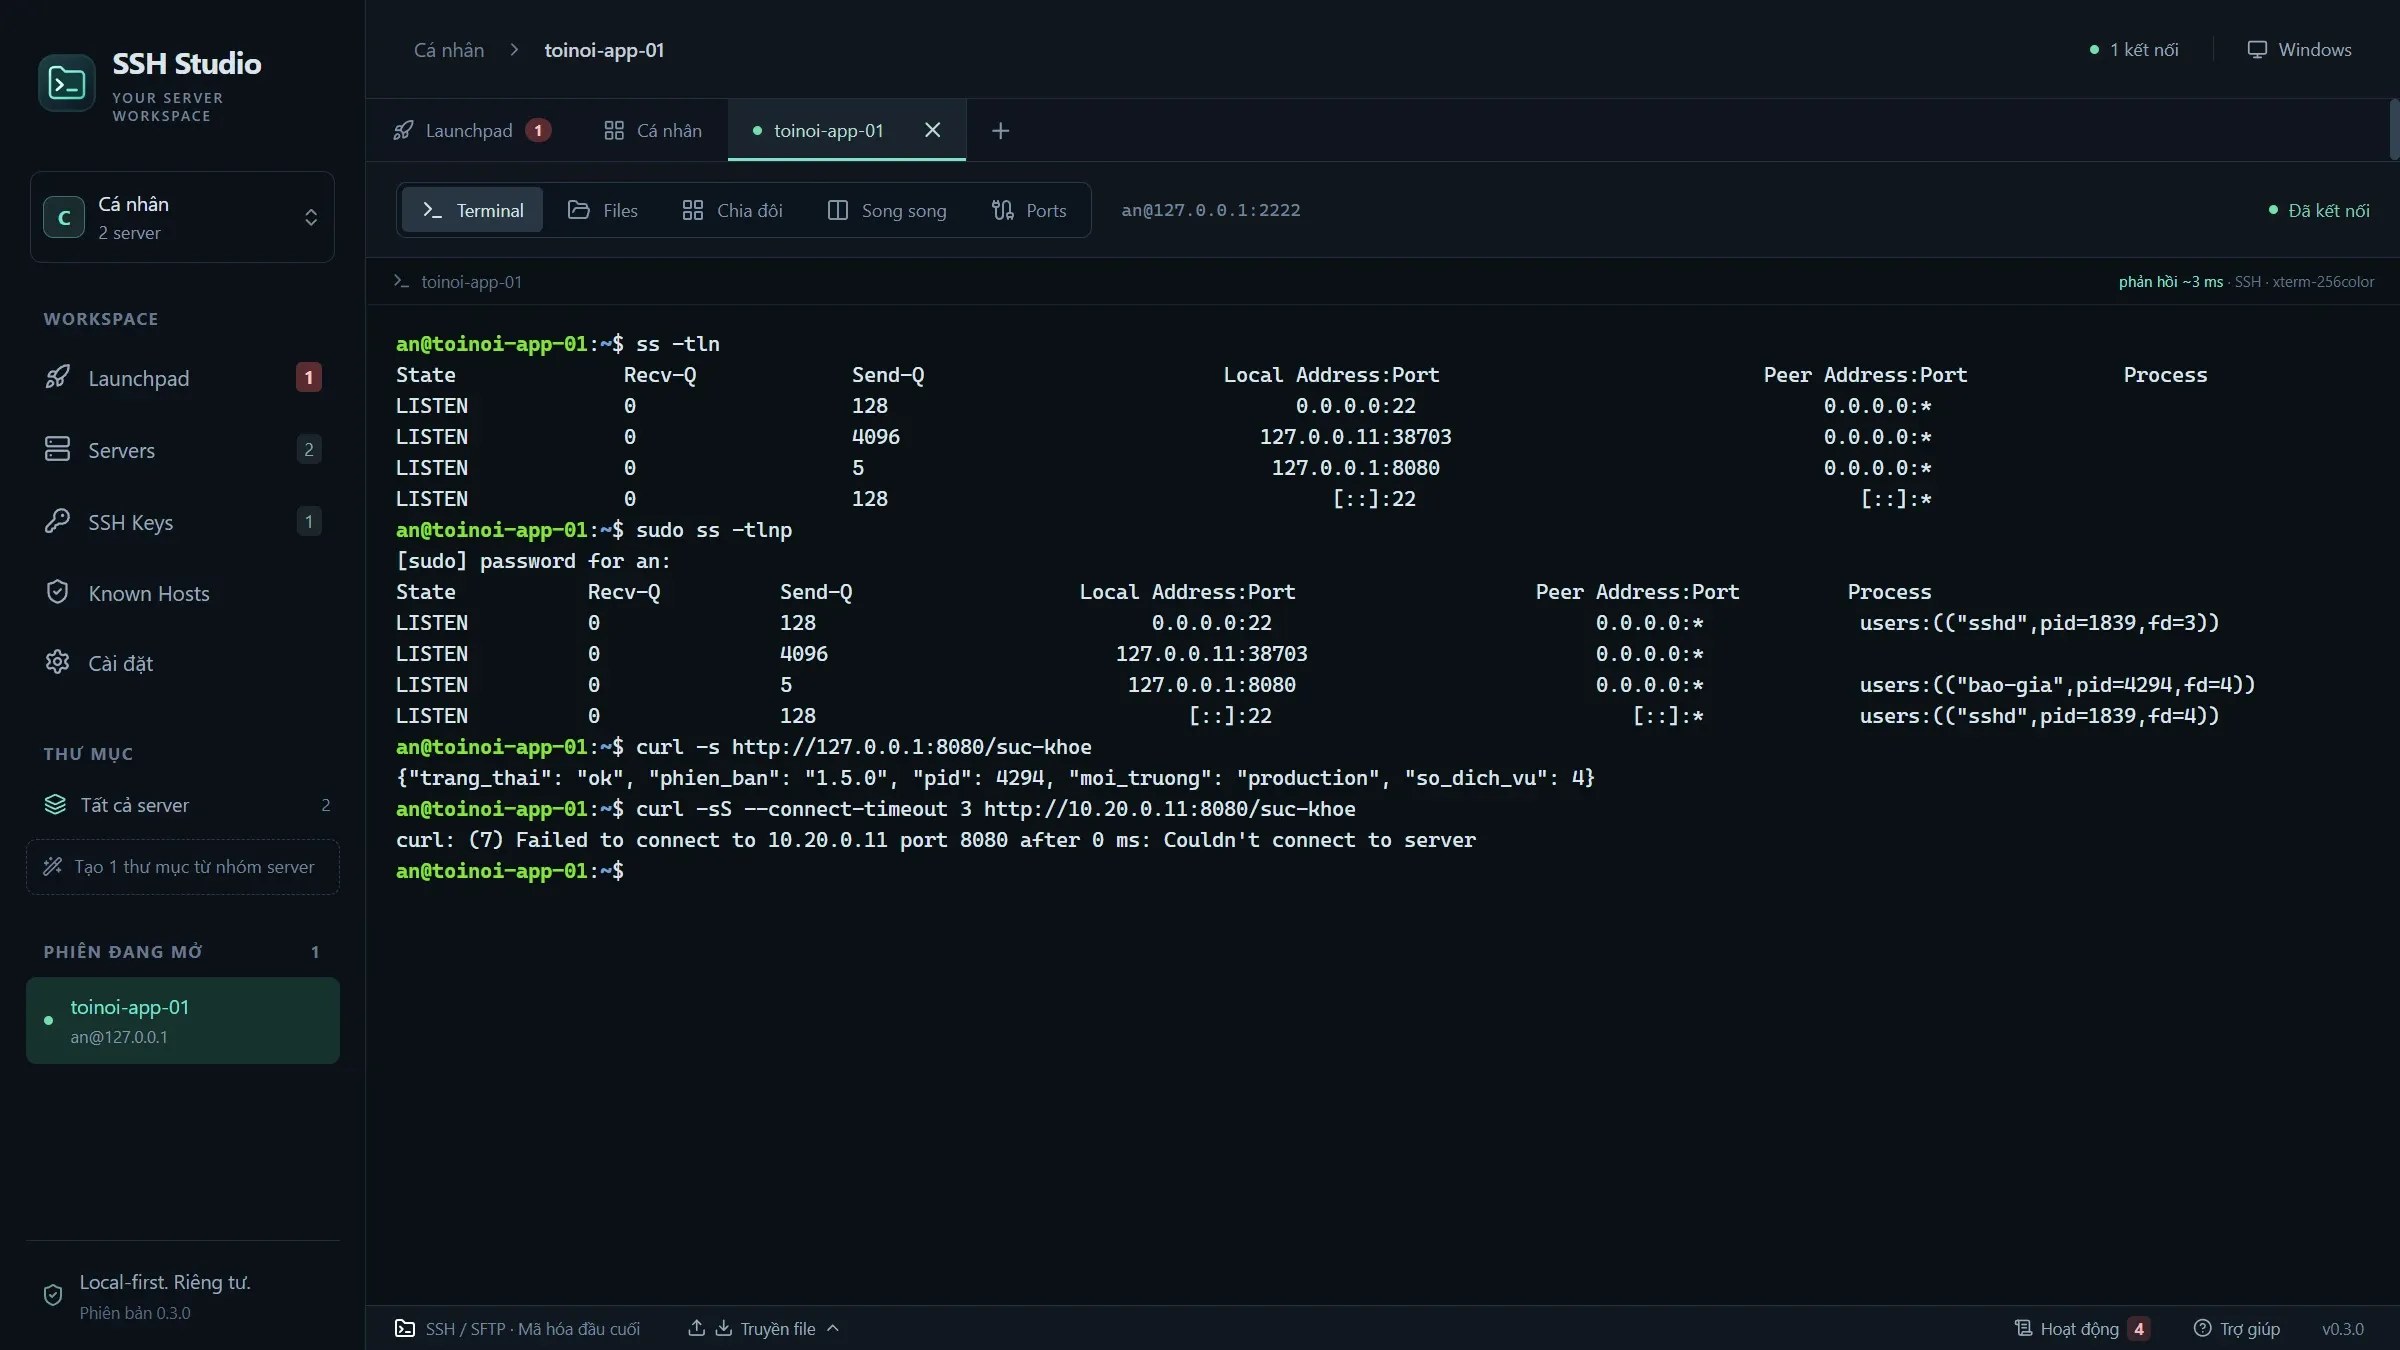 SSH Studio
YOUR SERVER
WORKSPACE
C
Cá nhân
2 server
WORKSPACE
Launchpad 1
Servers 2
SSH Keys 1
Known Hosts
Cài đặt
THƯ MỤC
Tất cả server 2
Tạo 1 thư mục từ nhóm server
PHIÊN ĐANG MỞ 1
toinoi-app-01
an@127.0.0.1
Local-first. Riêng tư.
Phiên bản 0.3.0
Cá nhân > toinoi-app-01
1 kết nối
Windows
Launchpad 1
Cá nhân
toinoi-app-01
Terminal
Files
Chia đôi
Song song
Ports
an@127.0.0.1:2222
Đã kết nối
toinoi-app-01
phản hồi ~3 ms · SSH · xterm-256color
an@toinoi-app-01:~$ ss -tln
State Recv-Q Send-Q Local Address:Port Peer Address:Port Process
LISTEN 0 128 0.0.0.0:22 0.0.0.0:*
LISTEN 0 4096 127.0.0.11:38703 0.0.0.0:*
LISTEN 0 5 127.0.0.1:8080 0.0.0.0:*
LISTEN 0 128 [::]:22 [::]:*
an@toinoi-app-01:~$ sudo ss -tlnp
[sudo] password for an:
State Recv-Q Send-Q Local Address:Port Peer Address:Port Process
LISTEN 0 128 0.0.0.0:22 0.0.0.0:* users:(("sshd",pid=1839,fd=3))
LISTEN 0 4096 127.0.0.11:38703 0.0.0.0:*
LISTEN 0 5 127.0.0.1:8080 0.0.0.0:* users:(("bao-gia",pid=4294,fd=4))
LISTEN 0 128 [::]:22 [::]:* users:(("sshd",pid=1839,fd=4))
an@toinoi-app-01:~$ curl -s http://127.0.0.1:8080/suc-khoe
{"trang_thai": "ok", "phien_ban": "1.5.0", "pid": 4294, "moi_truong": "production", "so_dich_vu": 4}
an@toinoi-app-01:~$ curl -sS --connect-timeout 3 http://10.20.0.11:8080/suc-khoe
curl: (7) Failed to connect to 10.20.0.11 port 8080 after 0 ms: Couldn't connect to server
an@toinoi-app-01:~$
SSH / SFTP · Mã hóa đầu cuối
Truyền file
Hoạt động 4
Trợ giúp
v0.3.0